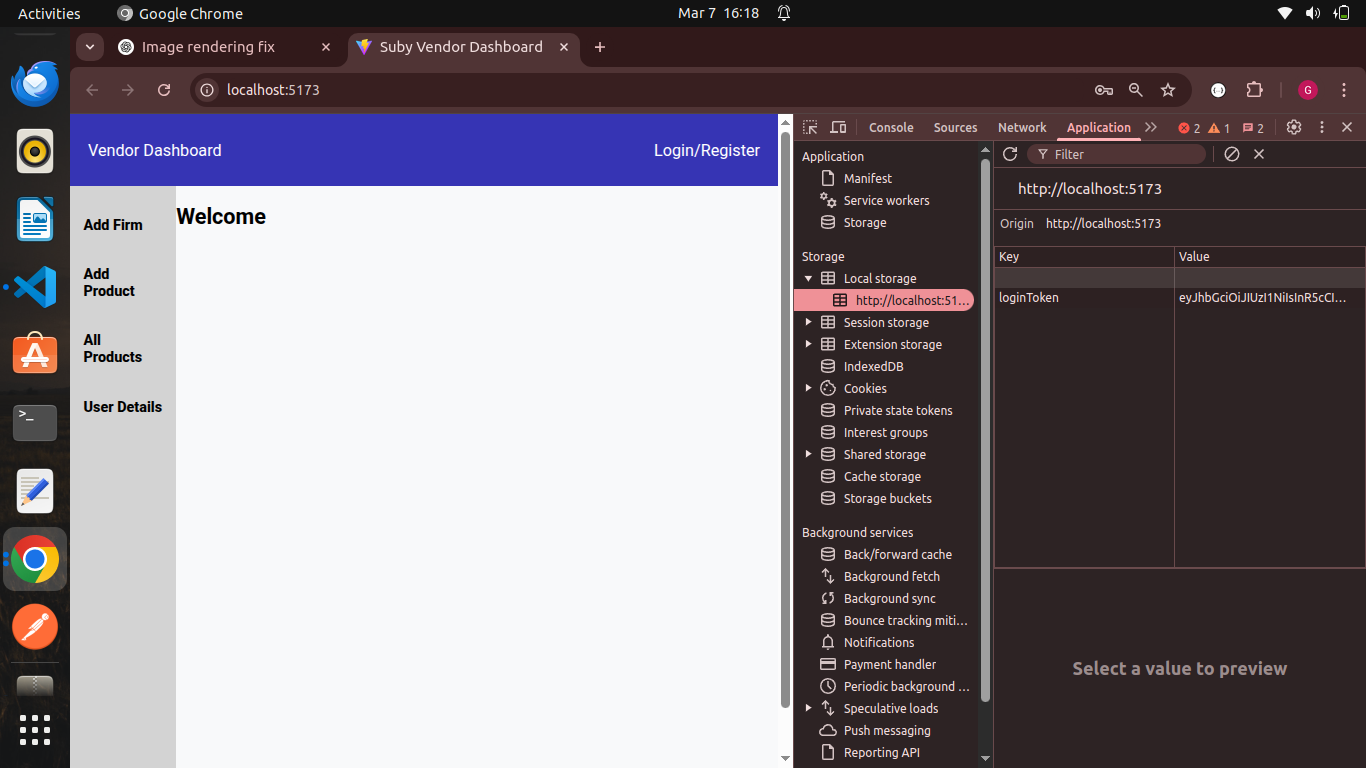 Activities
Google Chrome
Mar 7 16:18
Image rendering fix
Suby Vendor Dashboard
localhost:5173
G
Vendor Dashboard
Login/Register
Add Firm
Add
Product
All
Products
User Details
Welcome
Console
Sources
Network
Application
2
1
2
Application
Manifest
Service workers
Storage
Storage
Local storage
http://localhost:51...
Session storage
Extension storage
IndexedDB
Cookies
Private state tokens
Interest groups
Shared storage
Cache storage
Storage buckets
Background services
Back/forward cache
Background fetch
Background sync
Bounce tracking miti...
Notifications
Payment handler
Periodic background ...
Speculative loads
Push messaging
Reporting API
Filter
http://localhost:5173
Origin http://localhost:5173
Key Value
loginToken eyJhbGciOiJIUzI1NiIsInR5cCI...
Select a value to preview